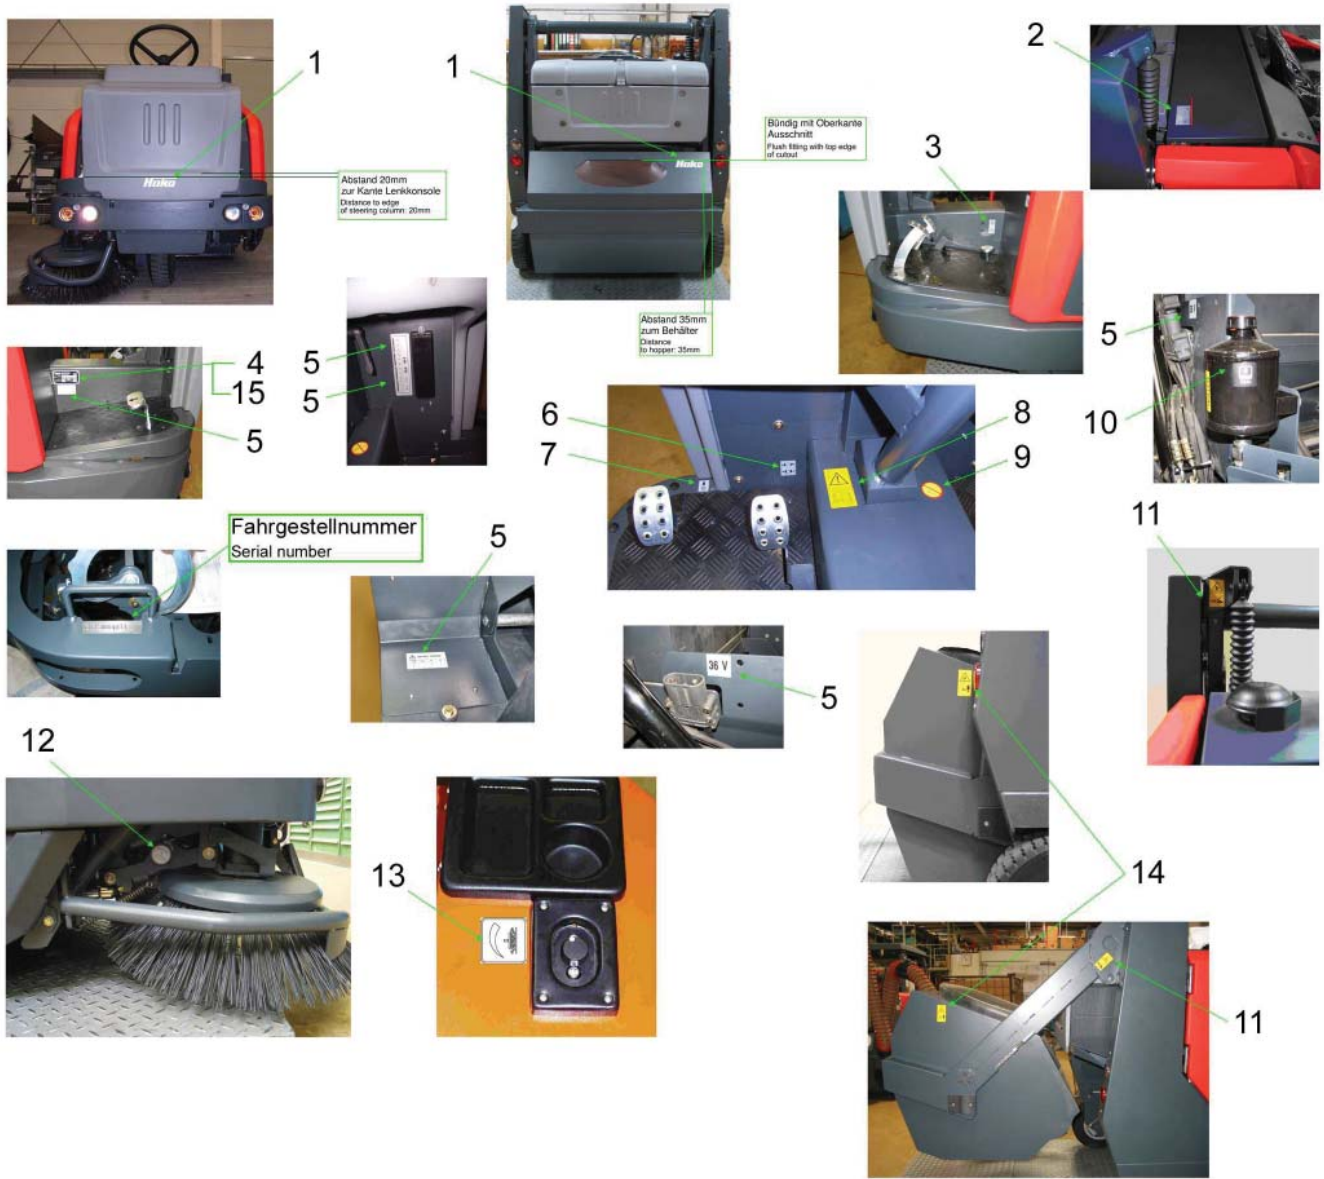 1
1
2
Hako
Abstand 20mm
zur Kante Lenkkonsole
Distance to edge
of steering column: 20mm
Bündig mit Oberkante
Ausschnitt
Flush fitting with top edge
of cutout
Hako
Abstand 35mm
zum Behälter
Distance
to hopper: 35mm
3
4
15
5
5
5
5
10
6
7
8
9
11
Fahrgestellnummer
Serial number
5
36 V
5
12
13
14
11